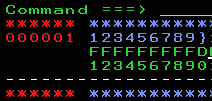 Command ===>
****** **********
000001 123456789}
FFFFFFFFFD
1234567890
----------------
****** **********